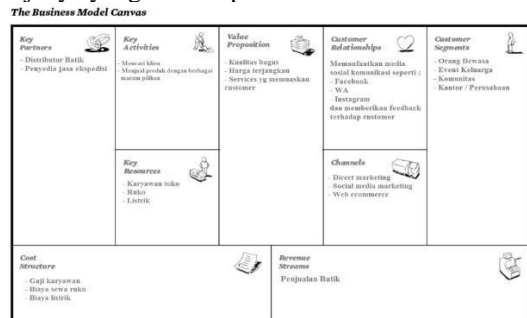 The Business Model Canvas
Key
Partners
- Distributor Batik
- Penyedia jasa ekspedisi
Key
Activities
- Mencari klien
- Menjual produk dengan berbagai
macam pilihan
Value
Proposition
- Kualitas bagus
- Harga terjangkau
- Services yg memuaskan
customer
Customer
Relationships
Memanfaatkan media
sosial komunikasi seperti :
- Facebook
- WA
- Instagram
dan memberikan feedback
terhadap customer
Customer
Segments
- Orang Dewasa
- Event Keluarga
- Komunitas
- Kantor / Perusahaan
Key
Resources
- Karyawan toko
- Ruko
- Listrik
Channels
- Direct marketing
- Social media marketing
- Web ecommerce
Cost
Structure
- Gaji karyawan
- Biaya sewa ruko
- Biaya listrik
Revenue
Streams
Penjualan Batik